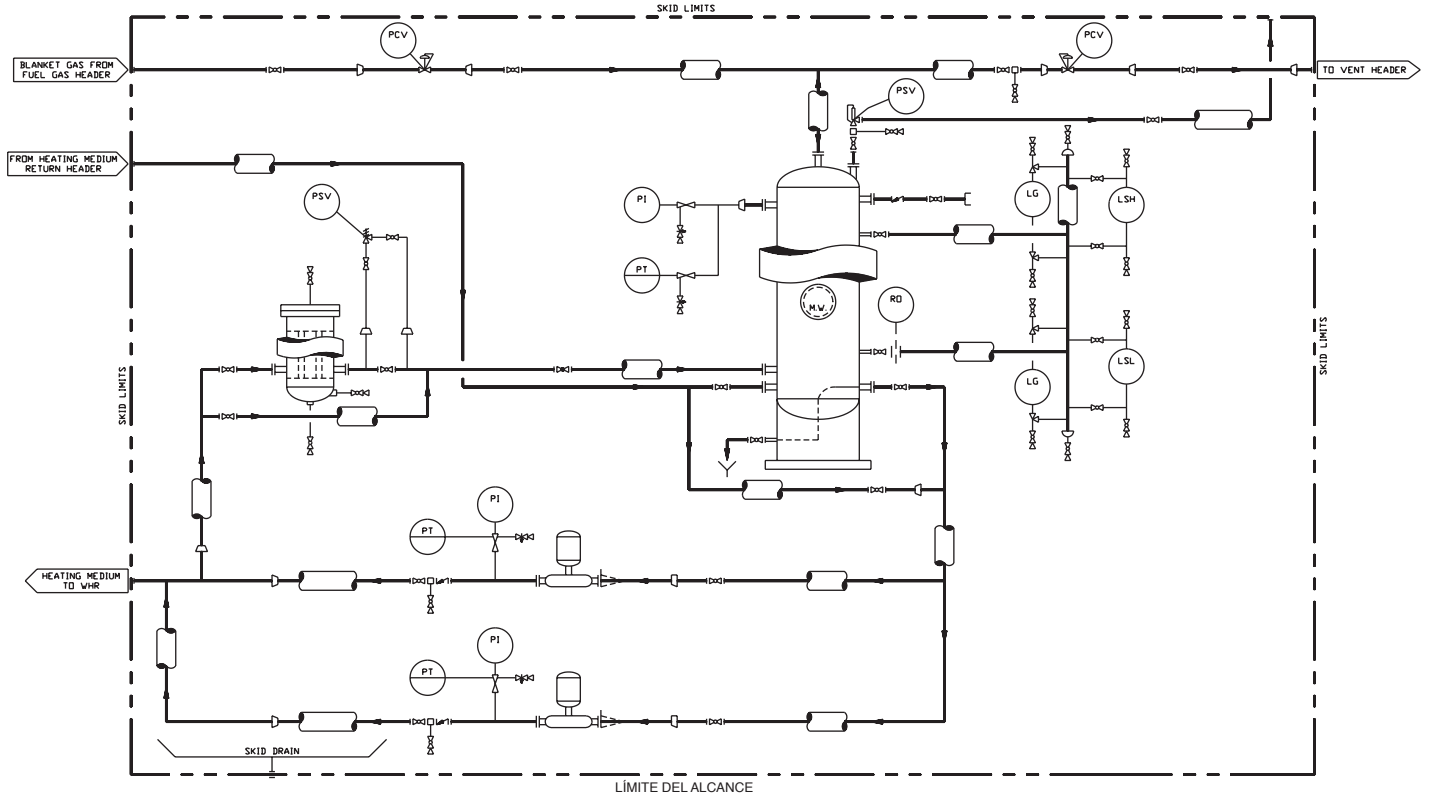 SKID LIMITS
PCV
PCV
BLANKET GAS FROM
FUEL GAS HEADER
TO VENT HEADER
PSV
FROM HEATING MEDIUM
RETURN HEADER
PSV
PI
LG
LSH
PT
M.W.
RO
SKID LIMITS
SKID LIMITS
LG
LSL
PI
PT
HEATING MEDIUM
TO WHR
PI
PT
SKID DRAIN
LÍMITE DEL ALCANCE